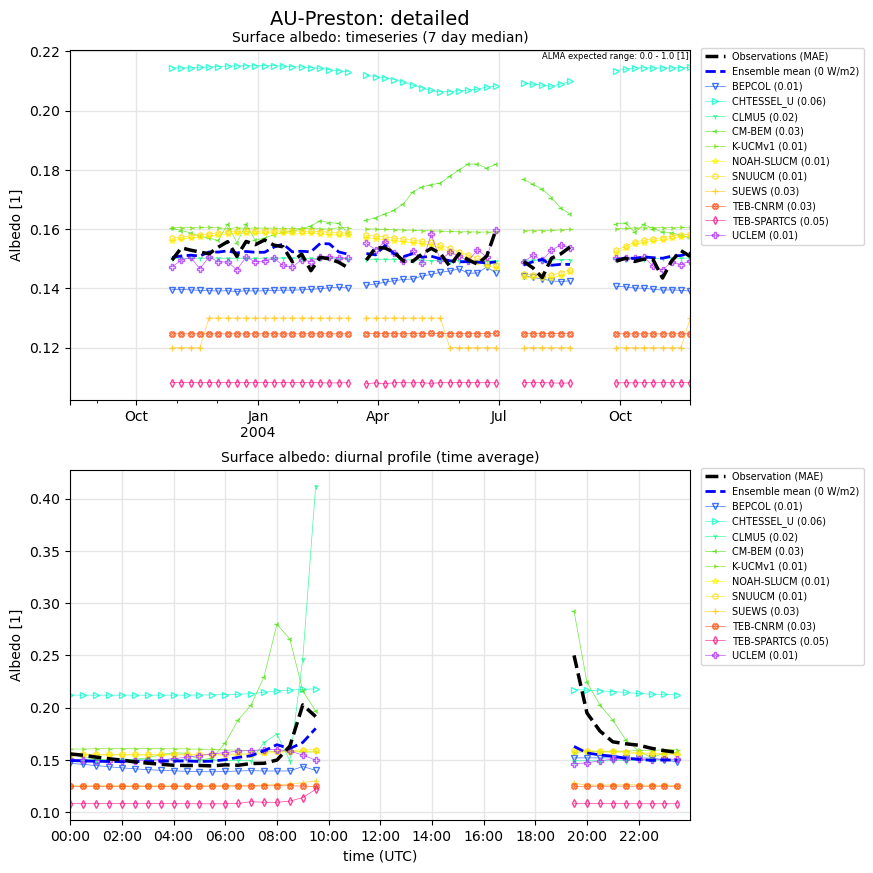 AU-Preston: detailed
Surface albedo: timeseries (7 day median)
ALMA expected range: 0.0 - 1.0 [1]
0.22
0.20
0.18
0.16
0.14
0.12
Albedo [1]
Oct
Jan
2004
Apr
Jul
Oct
Observations (MAE)
Ensemble mean (0 W/m2)
BEPCOL (0.01)
CHTESSEL_U (0.06)
CLMU5 (0.02)
CM-BEM (0.03)
K-UCMv1 (0.01)
NOAH-SLUCM (0.01)
SNUUCM (0.01)
SUEWS (0.03)
TEB-CNRM (0.03)
TEB-SPARTCS (0.05)
UCLEM (0.01)
Surface albedo: diurnal profile (time average)
0.40
0.35
0.30
0.25
0.20
0.15
0.10
Albedo [1]
00:00
02:00
04:00
06:00
08:00
10:00
12:00
14:00
16:00
18:00
20:00
22:00
time (UTC)
Observation (MAE)
Ensemble mean (0 W/m2)
BEPCOL (0.01)
CHTESSEL_U (0.06)
CLMU5 (0.02)
CM-BEM (0.03)
K-UCMv1 (0.01)
NOAH-SLUCM (0.01)
SNUUCM (0.01)
SUEWS (0.03)
TEB-CNRM (0.03)
TEB-SPARTCS (0.05)
UCLEM (0.01)